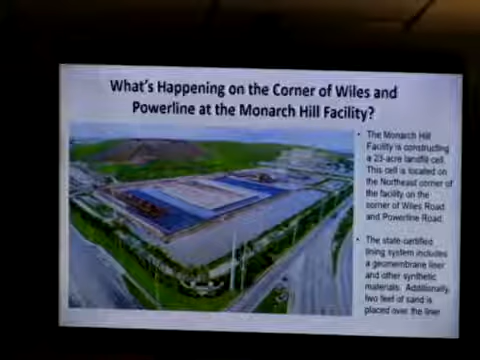 What's Happening on the Corner of Wiles and
Powerline at the Monarch Hill Facility?
• The Monarch Hill
Facility is constructing
a 23-acre landfill cell.
This cell is located on
the Northeast corner of
the facility on the
corner of Wiles Road
and Powerline Road.
• The state-certified
lining system includes
a geomembrane liner
and other synthetic
materials. Additionally,
two feet of sand is
placed over the liner